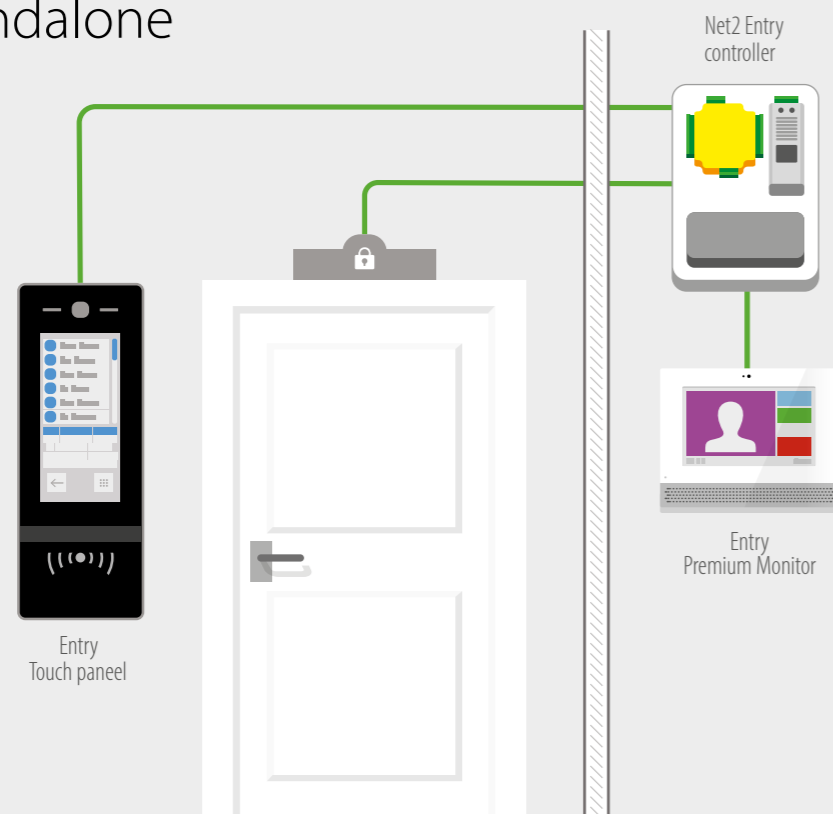 ndalone
Net2 Entry
controller
Entry
Premium Monitor
Entry
Touch paneel